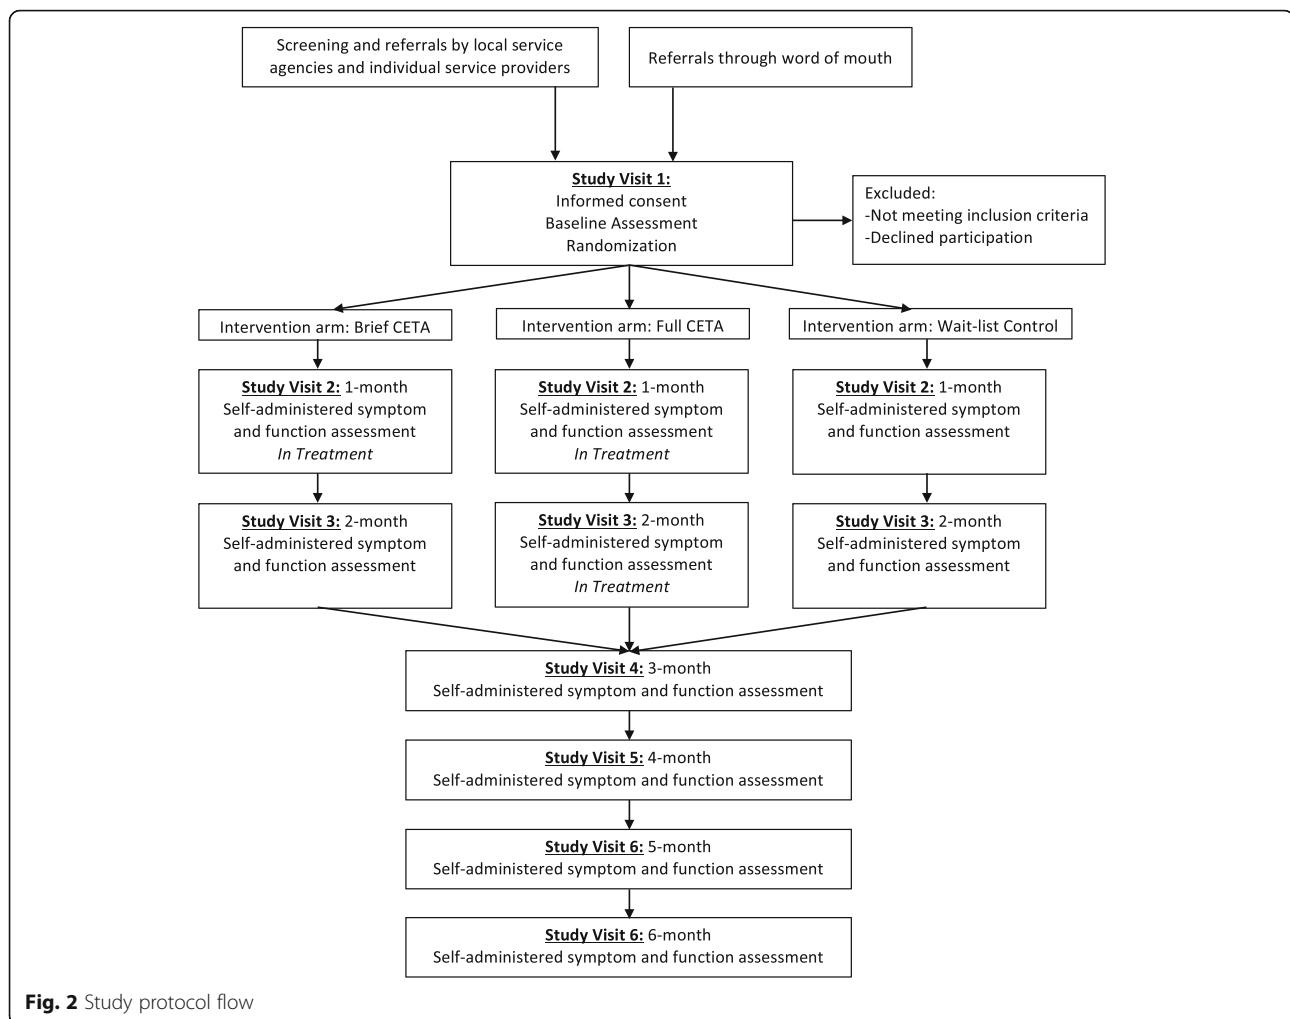 Screening and referrals by local service
agencies and individual service providers
Referrals through word of mouth
Study Visit 1:
Informed consent
Baseline Assessment
Randomization
Excluded:
-Not meeting inclusion criteria
-Declined participation
Intervention arm: Brief CETA
Intervention arm: Full CETA
Intervention arm: Wait-list Control
Study Visit 2: 1-month
Self-administered symptom
and function assessment
In Treatment
Study Visit 2: 1-month
Self-administered symptom
and function assessment
In Treatment
Study Visit 2: 1-month
Self-administered symptom
and function assessment
Study Visit 3: 2-month
Self-administered symptom
and function assessment
Study Visit 3: 2-month
Self-administered symptom
and function assessment
In Treatment
Study Visit 3: 2-month
Self-administered symptom
and function assessment
Study Visit 4: 3-month
Self-administered symptom and function assessment
Study Visit 5: 4-month
Self-administered symptom and function assessment
Study Visit 6: 5-month
Self-administered symptom and function assessment
Study Visit 6: 6-month
Self-administered symptom and function assessment
Fig. 2 Study protocol flow